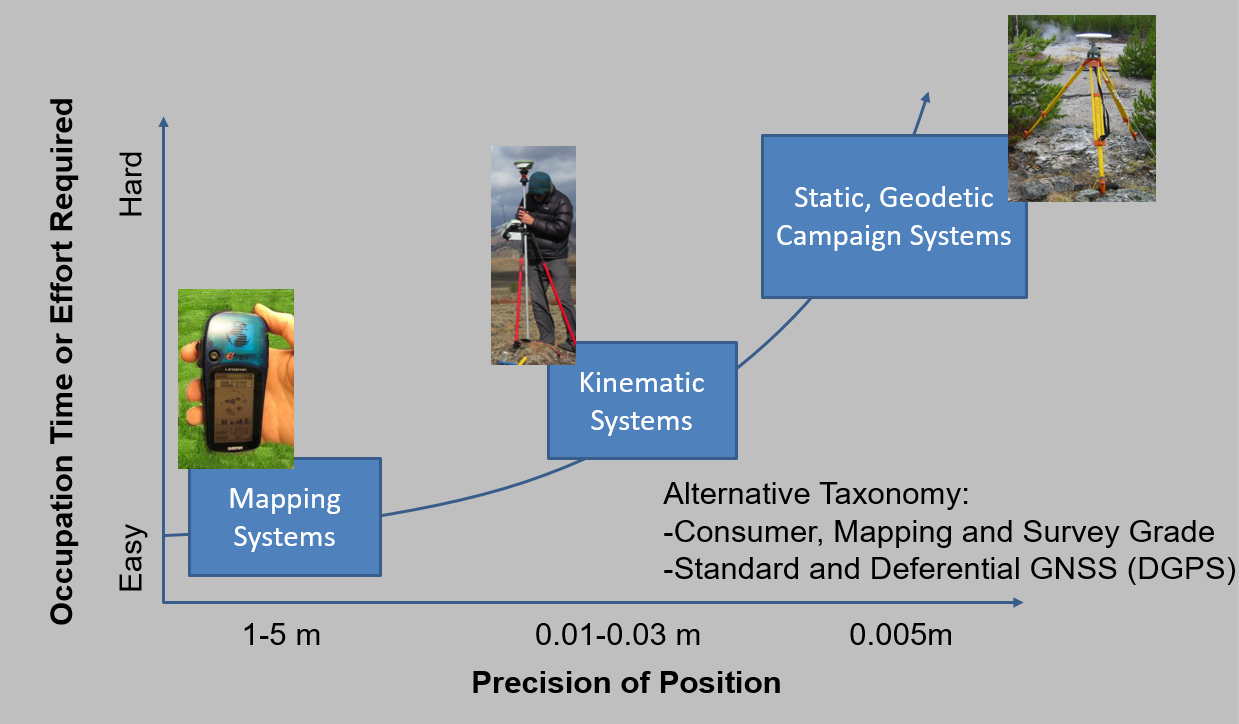 Occupation Time or Effort Required
Hard
Easy
Static, Geodetic
Campaign Systems
Kinematic
Systems
LEGEND
GARMIN
Mapping
Systems
Alternative Taxonomy:
-Consumer, Mapping and Survey Grade
-Standard and Deferential GNSS (DGPS)
1-5 m
0.01-0.03 m
0.005m
Precision of Position